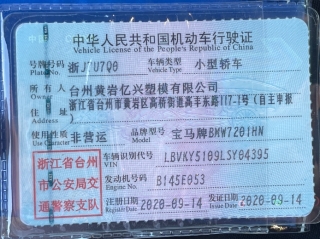 中华人民共和国机动车行驶证
Vehicle License of the People's Republic of China
号牌号码 浙J7U7Q0 车辆类型 小型轿车
Plate No. Vehicle Type
所有人 台州黄岩亿兴塑模有限公司
Owner
住址 浙江省台州市黄岩区高桥街道高丰东路117-1号(自主申报)
Address
使用性质 非营运 品牌型号 宝马牌BMW7201HN
Use Character Model
浙江省台州市公安局交通警察支队
车辆识别代号 LBVKY5109LSY04395
VIN
发动机号码 B145E053
Engine No.
注册日期 2020-09-14 发证日期 2020-09-14
Register Date Issue Date